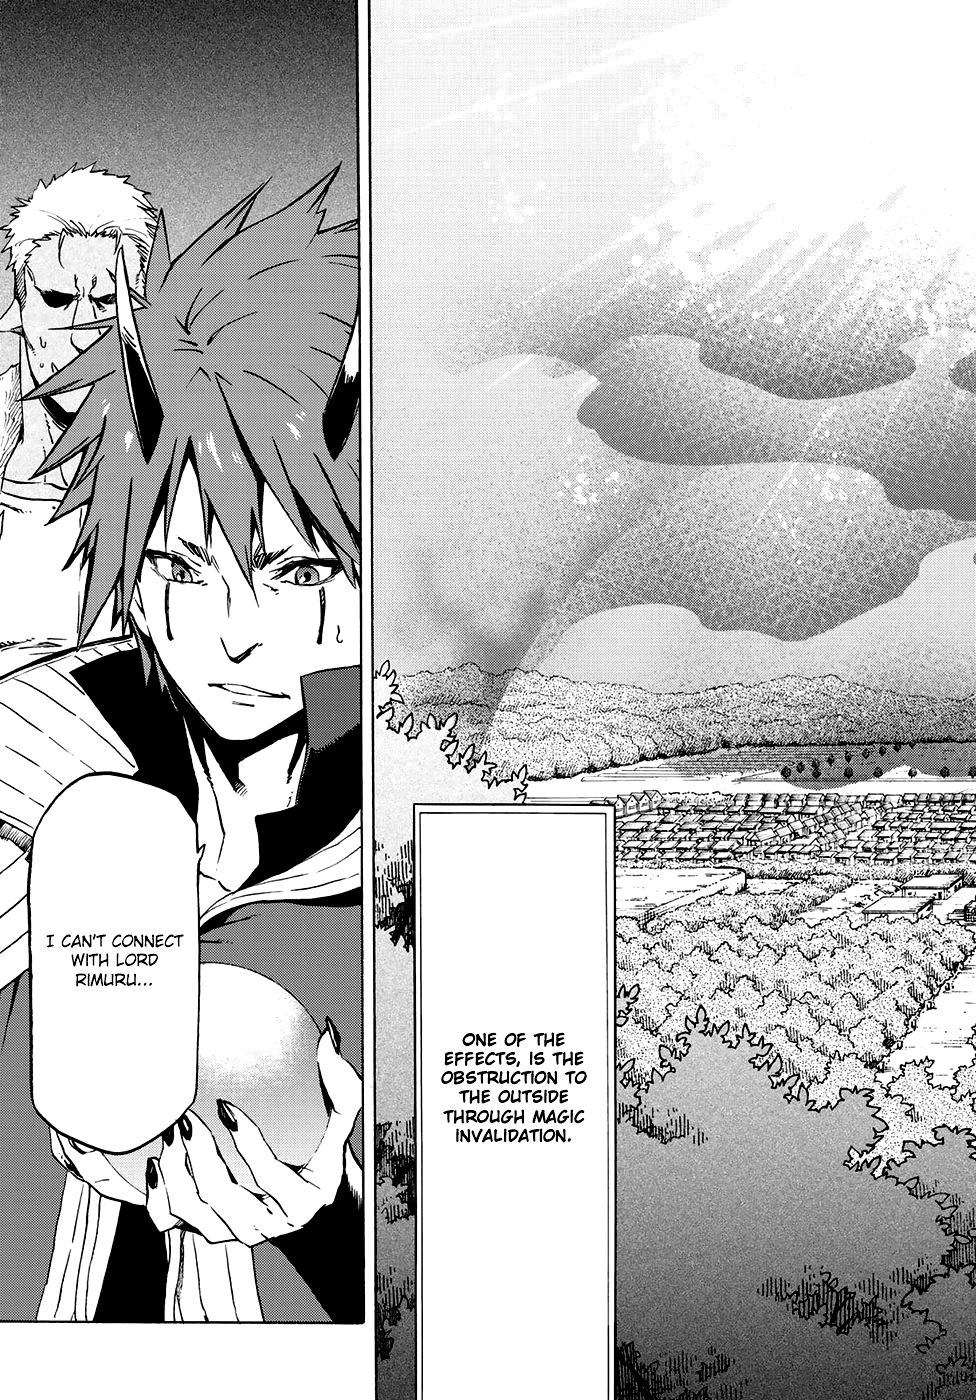 ONE OF THE
EFFECTS, IS THE
OBSTRUCTION TO
THE OUTSIDE
THROUGH MAGIC
INVALIDATION.
I CAN'T CONNECT
WITH LORD
RIMURU...